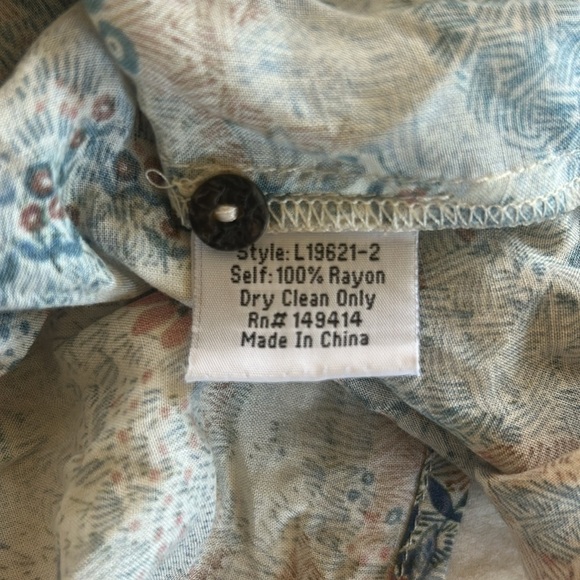 Style: L19621-2
Self: 100% Rayon
Dry Clean Only
Rn# 149414
Made In China